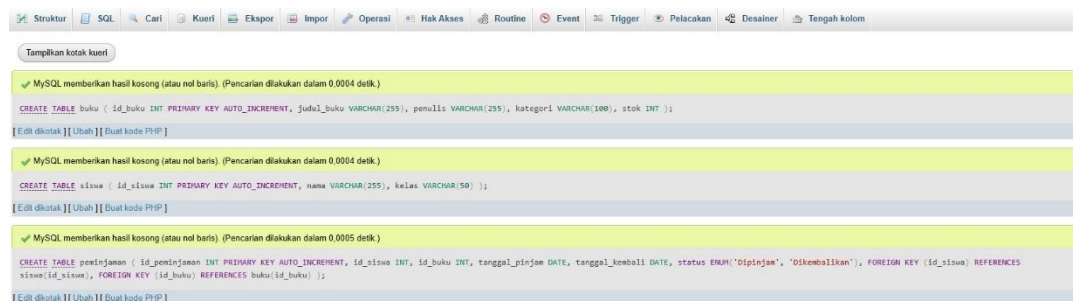 Struktur SQL Cari Kueri Ekspor Impor Operasi Hak Akses Routine Event Trigger Pelacakan Desainer Tengah kolom
Tampilkan kotak kueri
MySQL memberikan hasil kosong (atau nol baris). (Pencarian dilakukan dalam 0,0004 detik.)
CREATE TABLE buku ( id_buku INT PRIMARY KEY AUTO_INCREMENT, judul_buku VARCHAR(255), penulis VARCHAR(255), kategori VARCHAR(100), stok INT );
[ Edit dikotak ] [ Ubah ] [ Buat kode PHP ]
MySQL memberikan hasil kosong (atau nol baris). (Pencarian dilakukan dalam 0,0004 detik.)
CREATE TABLE siswa ( id_siswa INT PRIMARY KEY AUTO_INCREMENT, nama VARCHAR(255), kelas VARCHAR(50) );
[ Edit dikotak ] [ Ubah ] [ Buat kode PHP ]
MySQL memberikan hasil kosong (atau nol baris). (Pencarian dilakukan dalam 0,0005 detik.)
CREATE TABLE peminjaman ( id_peminjaman INT PRIMARY KEY AUTO_INCREMENT, id_siswa INT, id_buku INT, tanggal_pinjam DATE, tanggal_kembali DATE, status ENUM('Dipinjam', 'Dikembalikan'), FOREIGN KEY (id_siswa) REFERENCES
siswa(id_siswa), FOREIGN KEY (id_buku) REFERENCES buku(id_buku) );
[ Edit dikotak ] [ Ubah ] [ Buat kode PHP ]